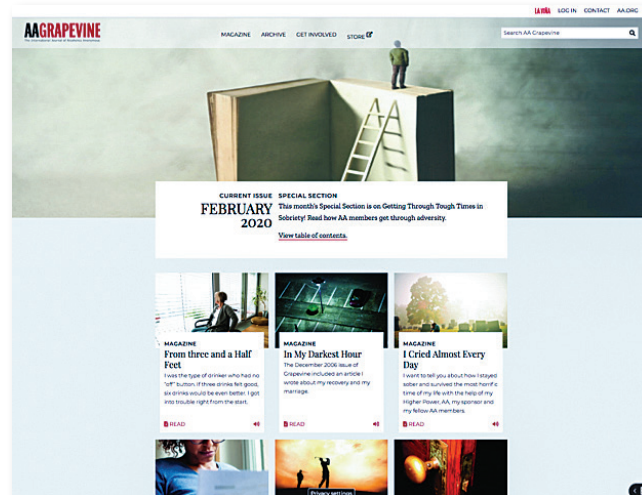 LA VIÑA LOG IN CONTACT AA.ORG
AAGRAPEVINE
The International Journal of Alcoholics Anonymous
MAGAZINE ARCHIVE GET INVOLVED STORE
Search AA Grapevine
CURRENT ISSUE
FEBRUARY
2020
SPECIAL SECTION
This month's Special Section is on Getting Through Tough Times in
Sobriety! Read how AA members get through adversity.
View table of contents.
MAGAZINE
From three and a Half
Feet
I was the type of drinker who had no
"off" button. If three drinks felt good,
six drinks would be even better. I got
into trouble right from the start.
READ
MAGAZINE
In My Darkest Hour
The December 2006 issue of
Grapevine included an article I
wrote about my recovery and my
marriage.
READ
MAGAZINE
I Cried Almost Every
Day
I want to tell you about how I stayed
sober and survived the most horrific
time of my life with the help of my
Higher Power, AA, my sponsor and
my fellow AA members.
READ
Privacy settings